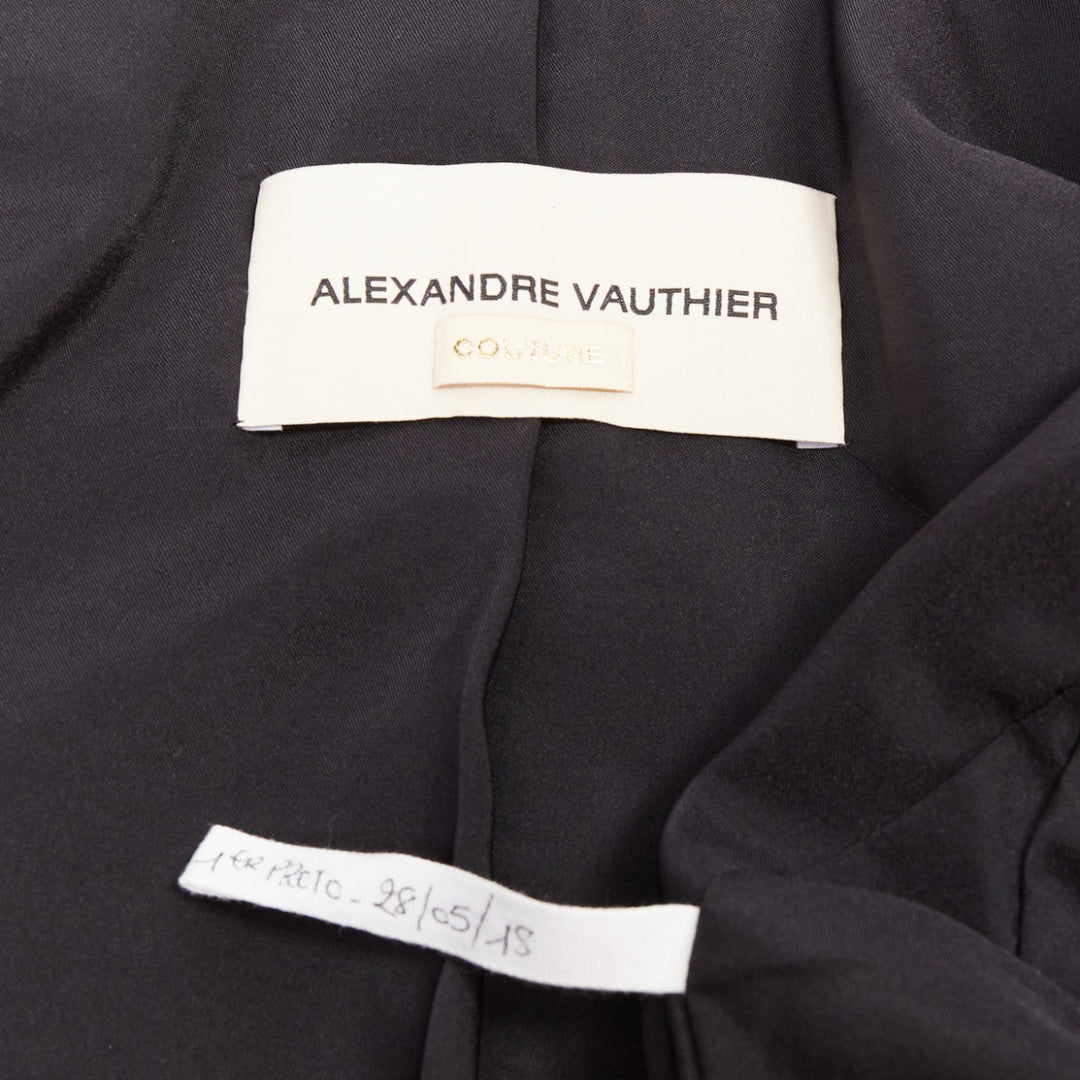 ALEXANDRE VAUTHIER
COUTURE
1ER PROTO - 28/05/18